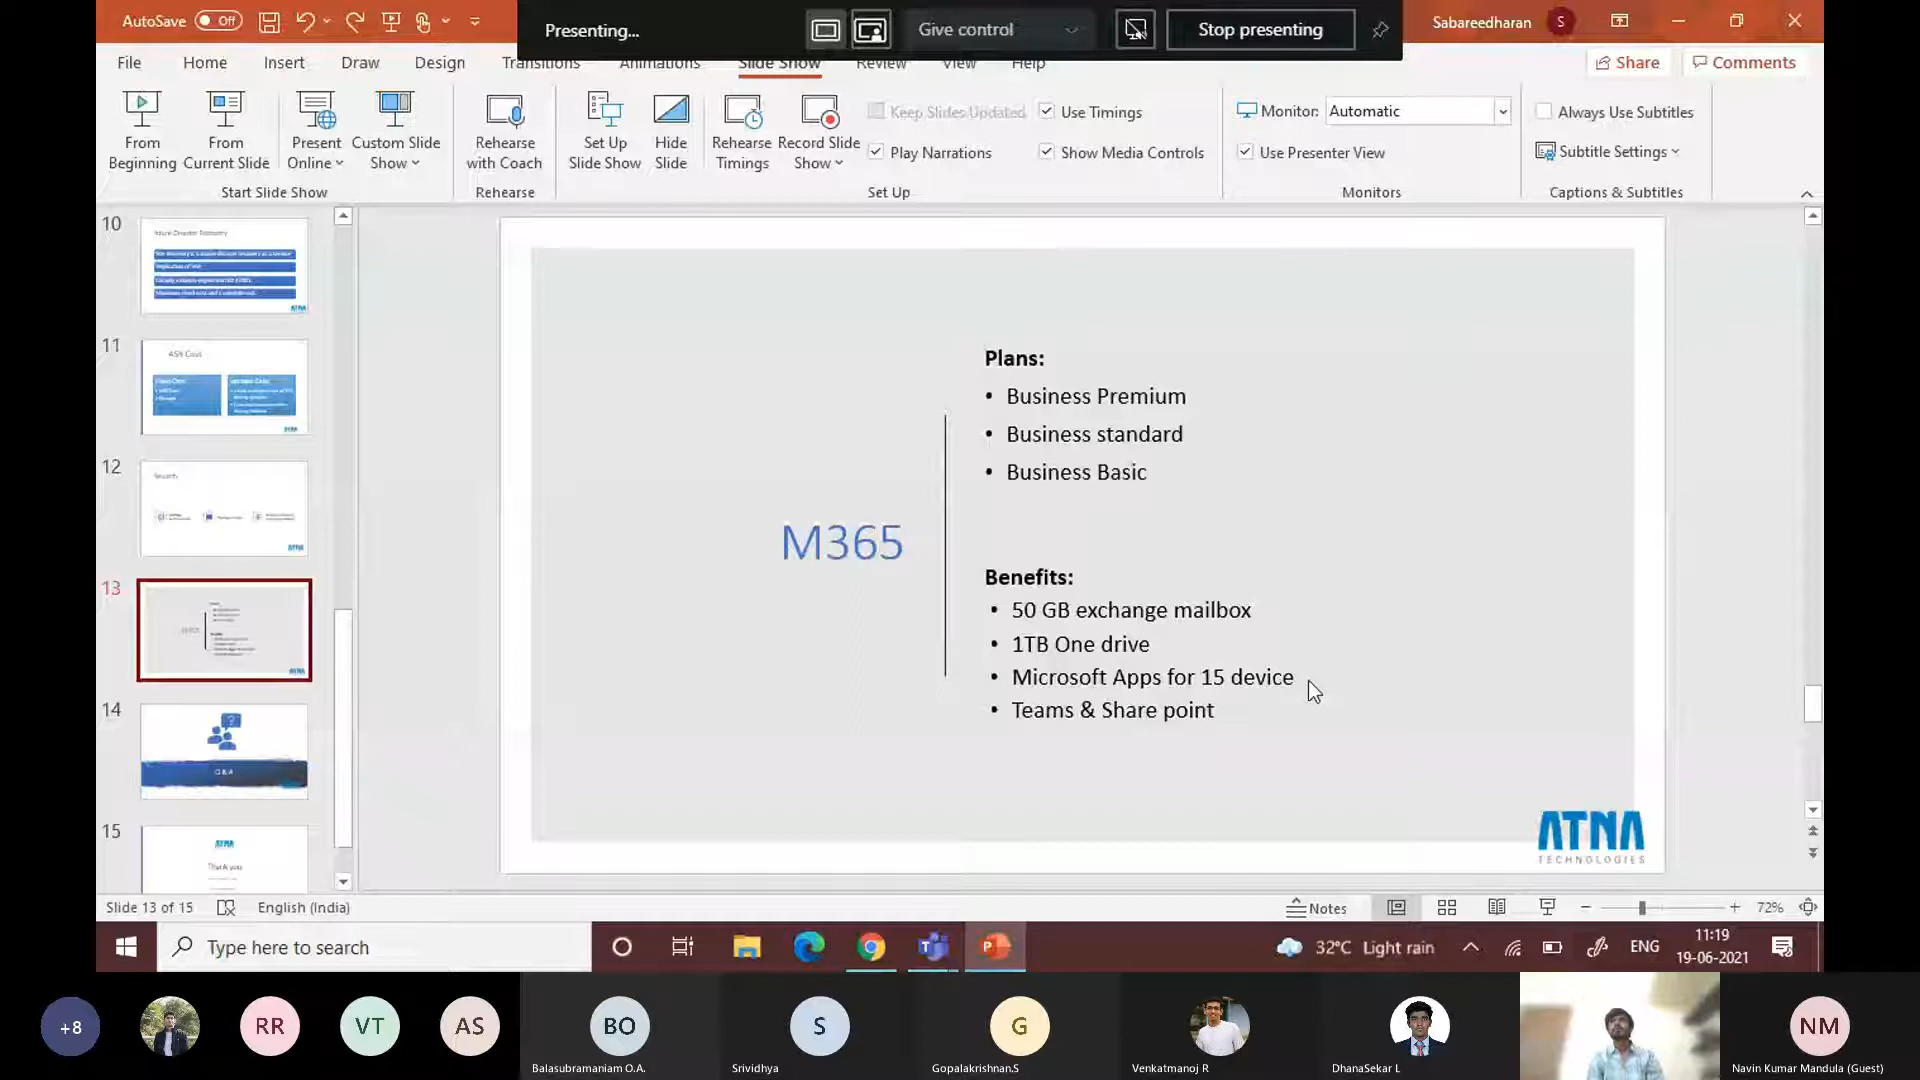 AutoSave Off
Presenting...
Give control
Stop presenting
Sabareedharan S
File Home Insert Draw Design Transitions Animations Slide Show Review View Help
Share Comments
From Beginning
From Current Slide
Present Online
Custom Slide Show
Rehearse with Coach
Set Up Slide Show
Hide Slide
Rehearse Timings
Record Slide Show
Keep Slides Updated
Use Timings
Play Narrations
Show Media Controls
Monitor: Automatic
Use Presenter View
Always Use Subtitles
Subtitle Settings
Start Slide Show
Rehearse
Set Up
Monitors
Captions & Subtitles
10
11
12
Security
13
14
Q & A
15
ATNA
Thank you
M365
Plans:
• Business Premium
• Business standard
• Business Basic
Benefits:
• 50 GB exchange mailbox
• 1TB One drive
• Microsoft Apps for 15 device
• Teams & Share point
ATNA
TECHNOLOGIES
Slide 13 of 15
English (India)
Notes
72%
Type here to search
32°C Light rain
ENG
11:19
19-06-2021
+8
RR
VT
AS
BO
Balasubramaniam O.A.
S
Srividhya
G
Gopalakrishnan.S
Venkatmanoj R
DhanaSekar L
NM
Navin Kumar Mandula (Guest)